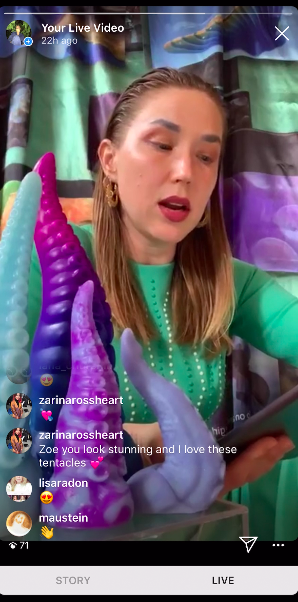 Your Live Video
22h ago
😍
zarinarossheart
💘
zarinarossheart
Zoe you look stunning and I love these
tentacles 💕
lisaradon
😍
maustein
👋
71
STORY
LIVE